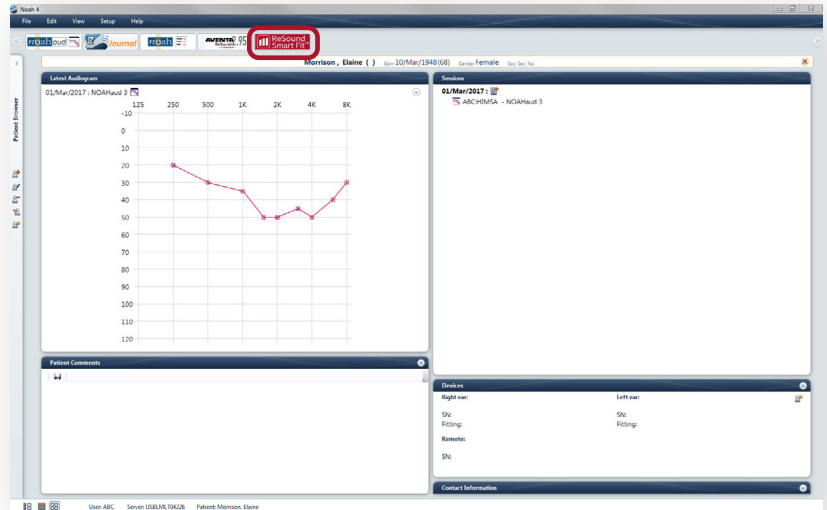 Noah 4
File Edit View Setup Help
noah aud Journal noah AVENTA 3.95 ReSound Smart Fit™
Morrison , Elaine ( ) Born 10/Mar/1948(68) Gender Female Soc. Sec. No.
Patient Browser
Latest Audiogram
01/Mar/2017 : NOAHaud 3
125 250 500 1K 2K 4K 8K
-10
0
10
20
30
40
50
60
70
80
90
100
110
120
Patient Comments
Sessions
01/Mar/2017 :
ABC:HIMSA - NOAHaud 3
Devices
Right ear: Left ear:
SN: SN:
Fitting: Fitting:
Remote:
SN:
Contact Information
User: ABC Server: USBLMLT04226 Patient: Morrison, Elaine